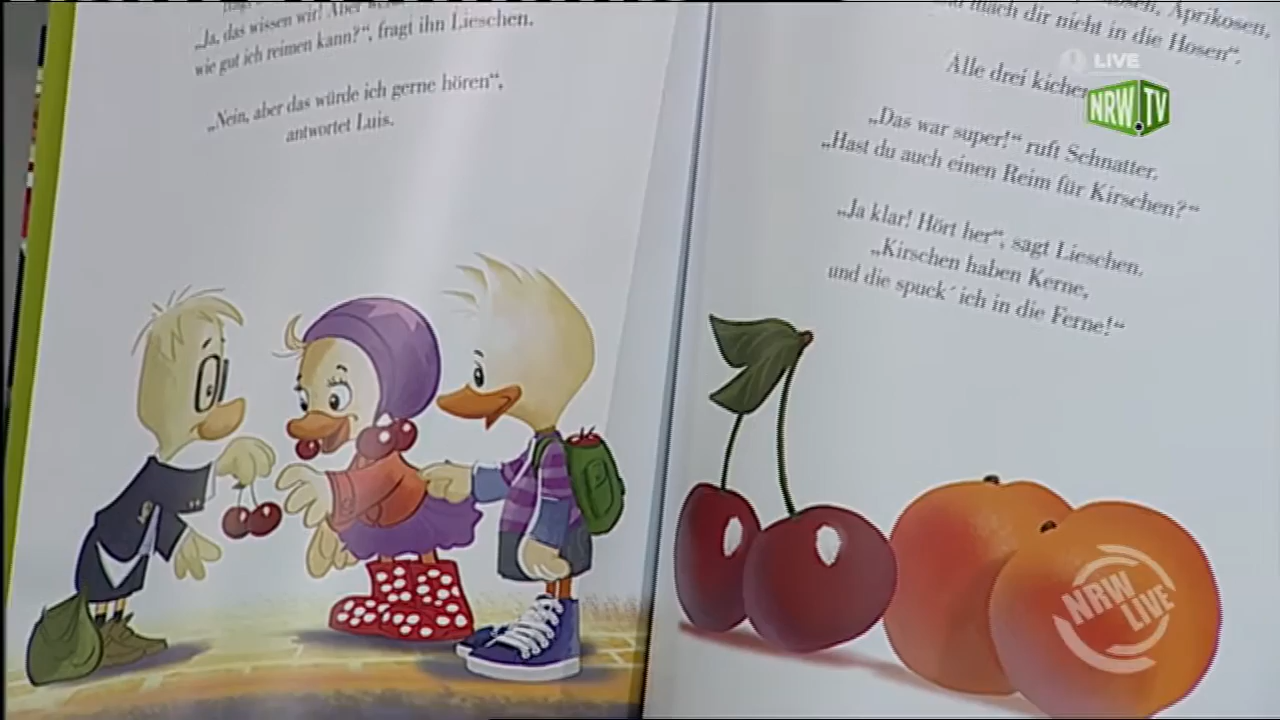 „Ja, das wissen wir! Aber
wie gut ich reimen kann?“, fragt ihn Lieschen.
„Nein, aber das würde ich gerne hören“,
antwortet Luis.
Aprikosen,
mach dir nicht in die Hosen“.
Alle drei
„Das war super!“ ruft Schnatter,
„Hast du auch einen Reim für Kirschen?“
„Ja klar! Hört her“, sagt Lieschen,
„Kirschen haben Kerne,
und die spuck´ ich in die Ferne!“
LIVE
NRW.TV
NRW
LIVE